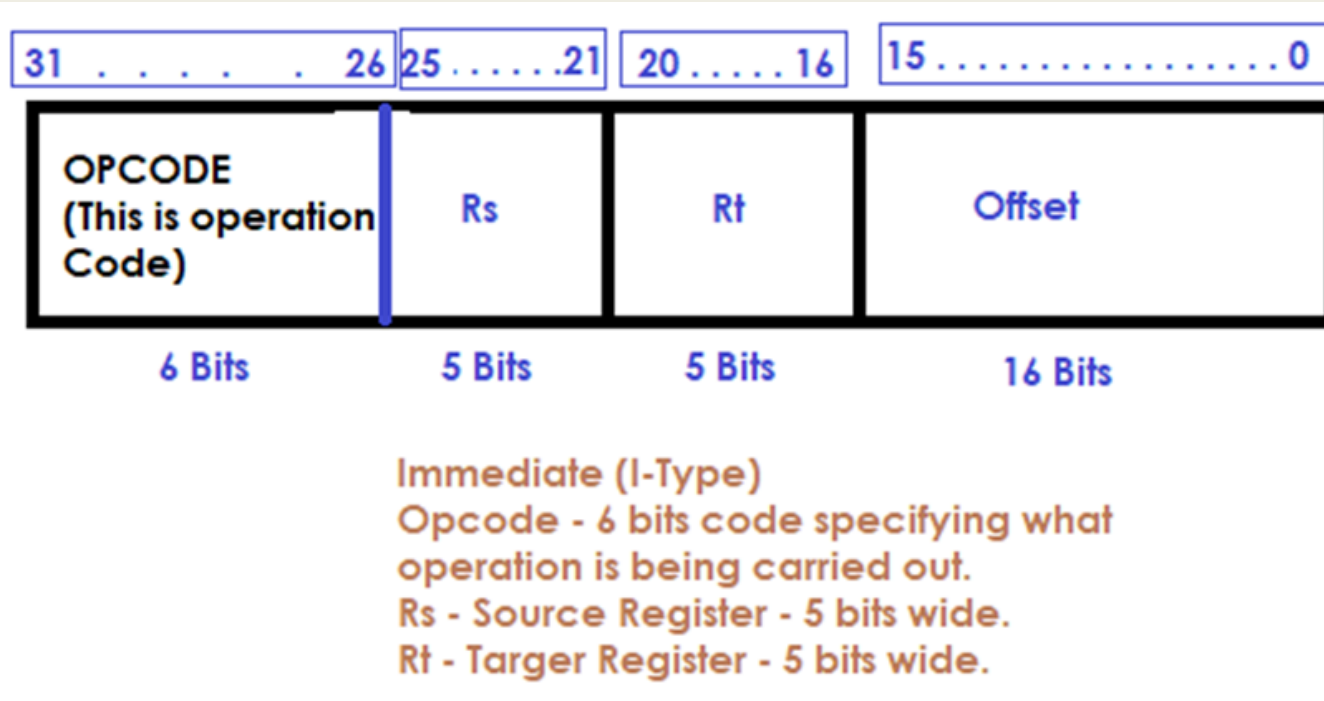 31 . . . . . 26 25 . . . . . .21 20 . . . . . 16 15 . . . . . . . . . . . . . . . . . . 0
OPCODE
(This is operation
Code)
Rs
Rt
Offset
6 Bits 5 Bits 5 Bits 16 Bits
Immediate (I-Type)
Opcode - 6 bits code specifying what
operation is being carried out.
Rs - Source Register - 5 bits wide.
Rt - Targer Register - 5 bits wide.